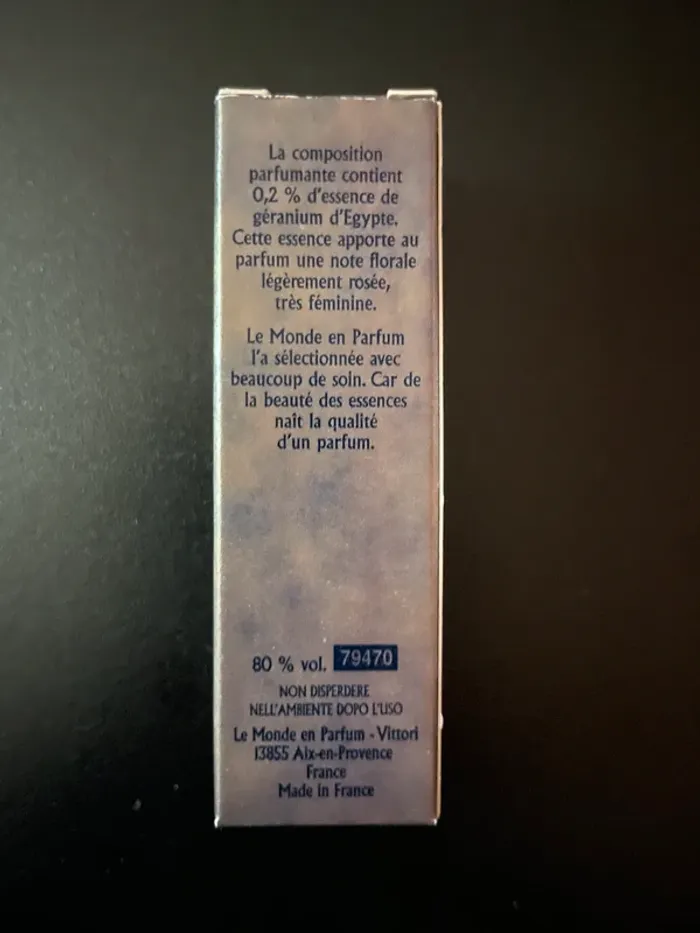 La composition
parfumante contient
0,2 % d'essence de
géranium d'Egypte.
Cette essence apporte au
parfum une note florale
légèrement rosée,
très féminine.
Le Monde en Parfum
l'a sélectionnée avec
beaucoup de soin. Car de
la beauté des essences
naît la qualité
d'un parfum.
80 % vol. 79470
NON DISPERDERE
NELL'AMBIENTE DOPO L'USO
Le Monde en Parfum - Vittori
13855 Aix-en-Provence
France
Made in France